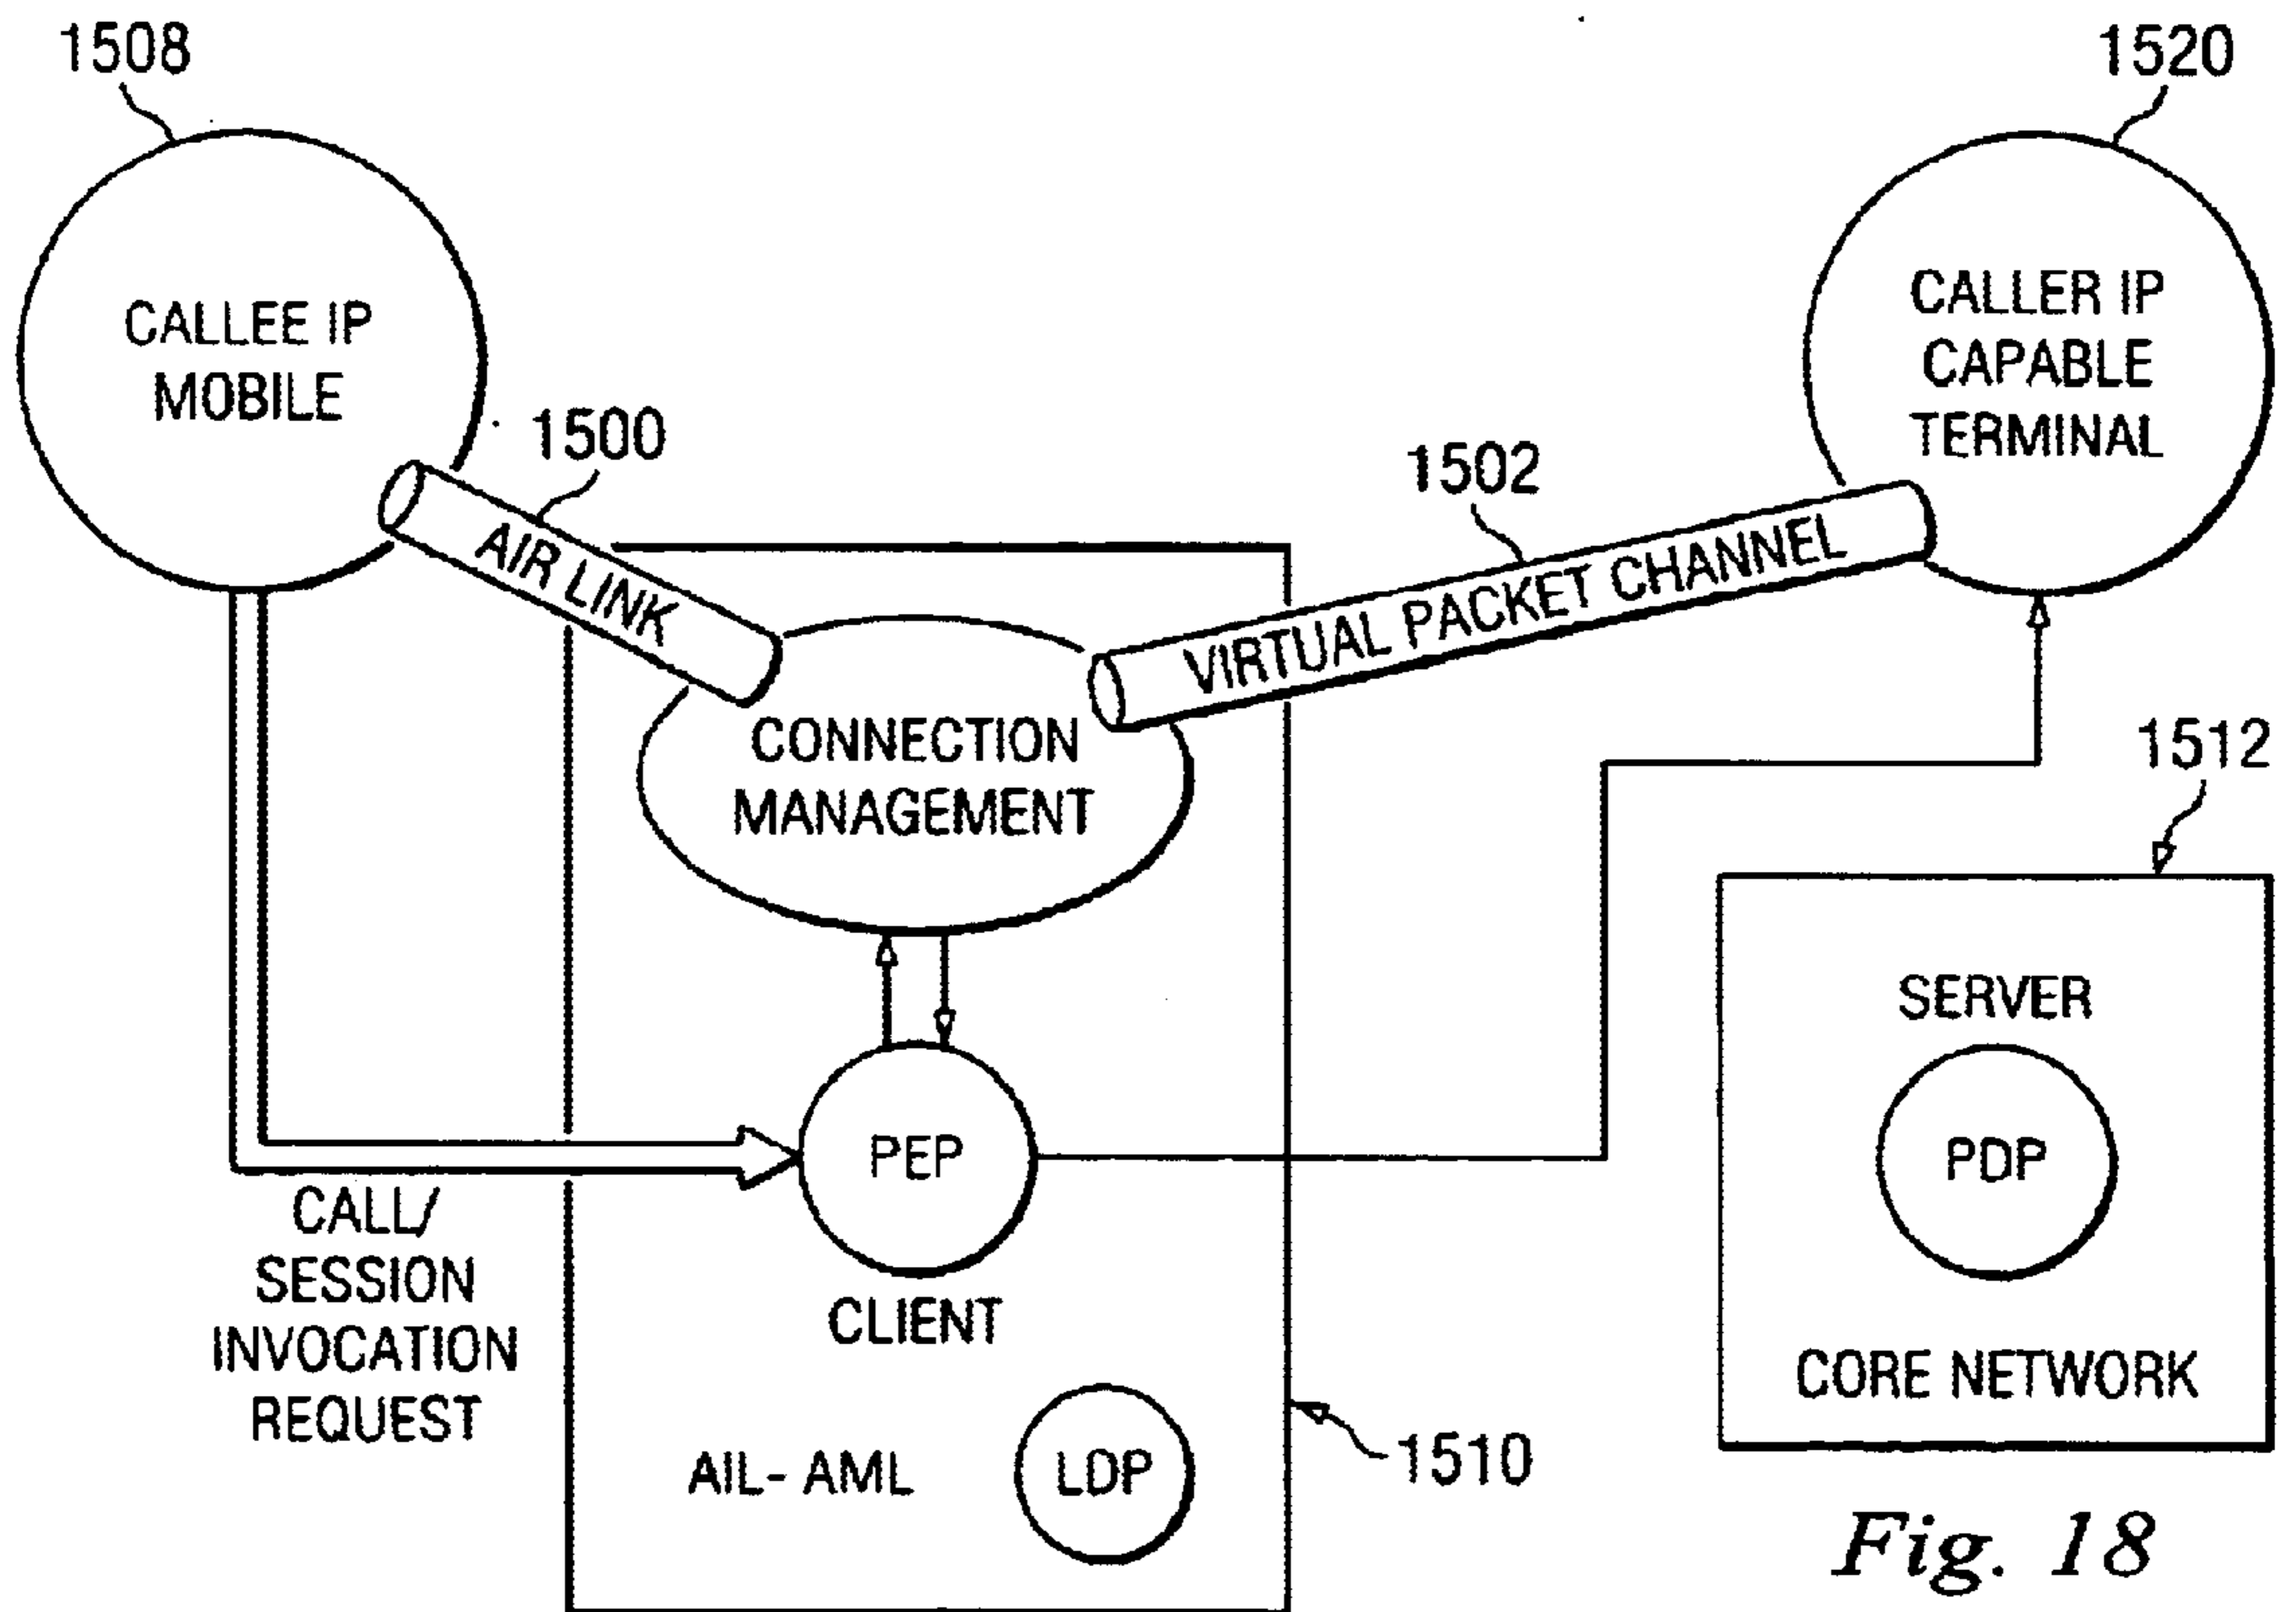 1508
1520
CALLEE IP
MOBILE
CALLER IP
CAPABLE
TERMINAL
1500
1502
AIR LINK
VIRTUAL PACKET CHANNEL
CONNECTION
MANAGEMENT
1512
SERVER
PEP
PDP
CALL/
SESSION
INVOCATION
REQUEST
CLIENT
CORE NETWORK
AIL- AML
LDP
1510
Fig. 18